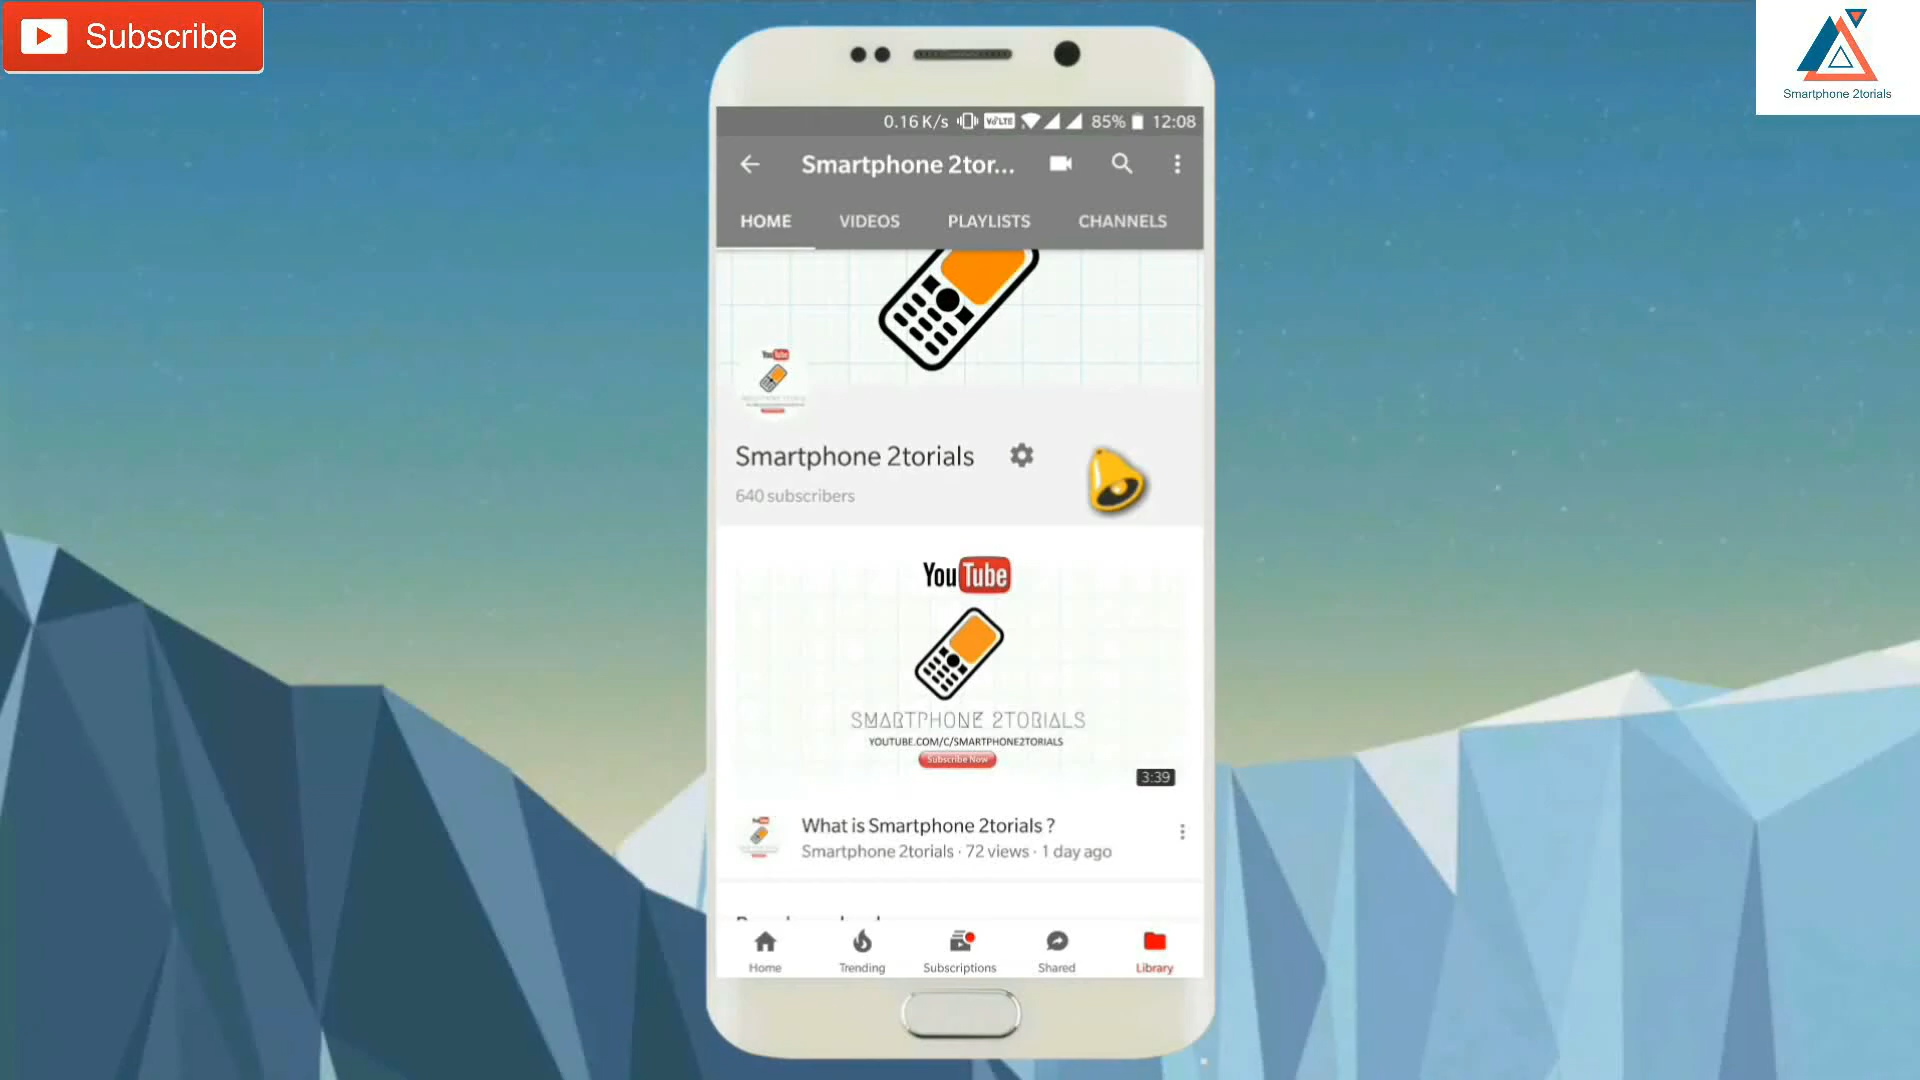 Subscribe
Smartphone 2torials
0.16 K/s VoLTE 85% 12:08
Smartphone 2tor...
HOME VIDEOS PLAYLISTS CHANNELS
YouTube
Smartphone 2torials
640 subscribers
YouTube
SMARTPHONE 2TORIALS
YOUTUBE.COM/C/SMARTPHONE2TORIALS
Subscribe Now
3:39
What is Smartphone 2torials ?
Smartphone 2torials · 72 views · 1 day ago
Home Trending Subscriptions Shared Library